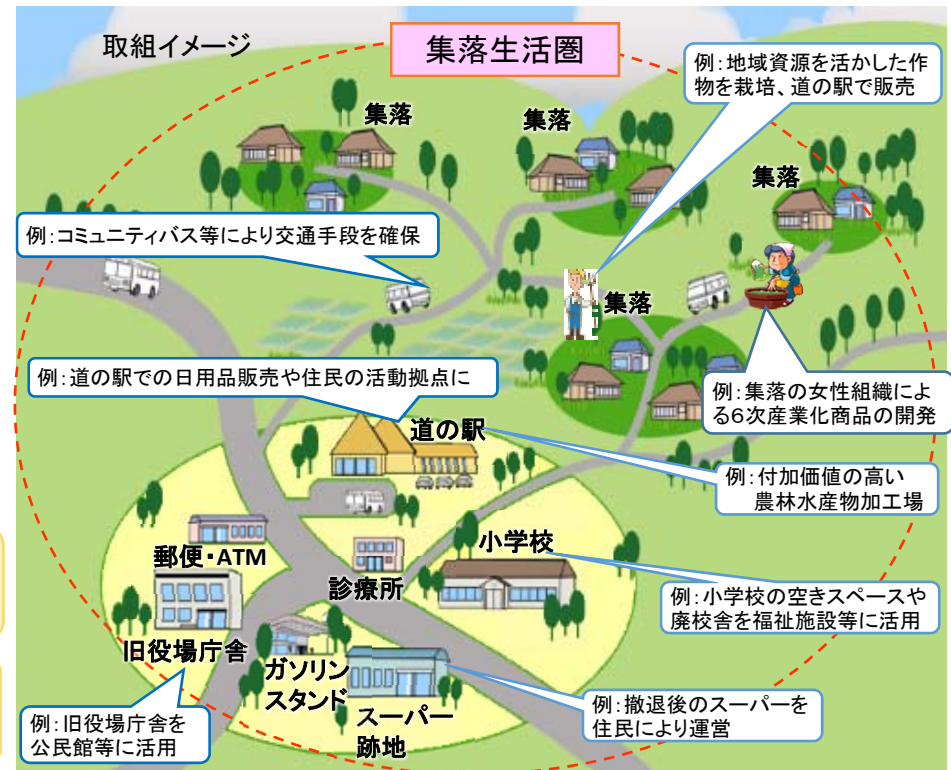 取組イメージ
集落生活圏
例：地域資源を活かした作
物を栽培、道の駅で販売
集落
集落
集落
例：コミュニティバス等により交通手段を確保
集落
例：道の駅での日用品販売や住民の活動拠点に
例：集落の女性組織によ
る６次産業化商品の開発
道の駅
例：付加価値の高い
農林水産物加工場
郵便・ATM
診療所
小学校
例：小学校の空きスペースや
廃校舎を福祉施設等に活用
旧役場庁舎
ガソリン
スタンド
スーパー
跡地
例：旧役場庁舎を
公民館等に活用
例：撤退後のスーパーを
住民により運営